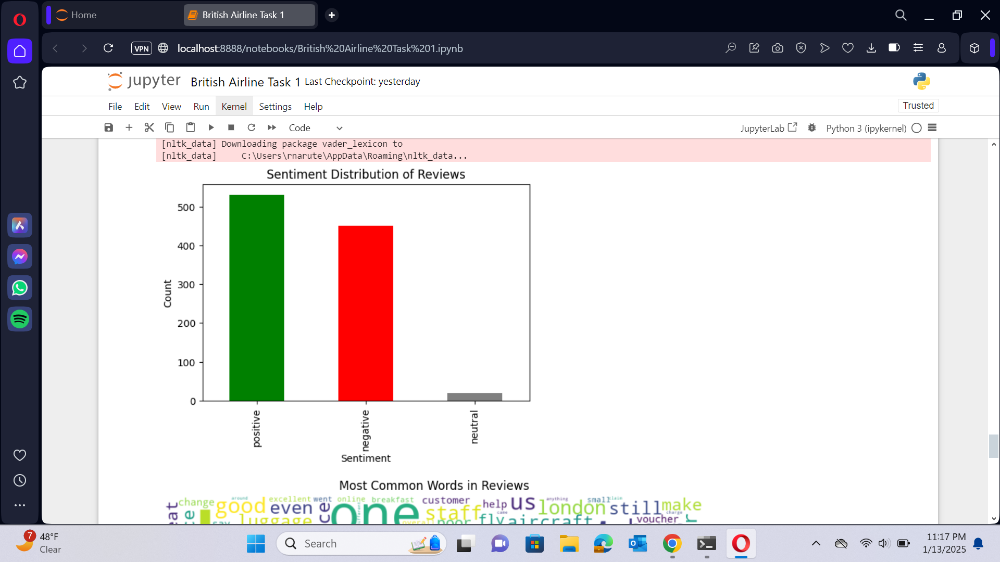 Home
British Airline Task 1
VPN
localhost:8888/notebooks/British%20Airline%20Task%201.ipynb
jupyter British Airline Task 1 Last Checkpoint: yesterday
File Edit View Run Kernel Settings Help
Trusted
Code
JupyterLab
Python 3 (ipykernel)
[nltk_data] Downloading package vader_lexicon to
[nltk_data]     C:\Users\rnarute\AppData\Roaming\nltk_data...
Sentiment Distribution of Reviews
500
400
300
200
100
0
Count
positive
negative
neutral
Sentiment
Most Common Words in Reviews
around
change
good
excellent
went
even
online
breakfast
one
different
customer
staff
overall
poor
help
came
us
fly
anything
london
aircraft
small
claim
still
charge
voucher
make
say
luggage
7
48°F
Clear
Search
11:17 PM
1/13/2025